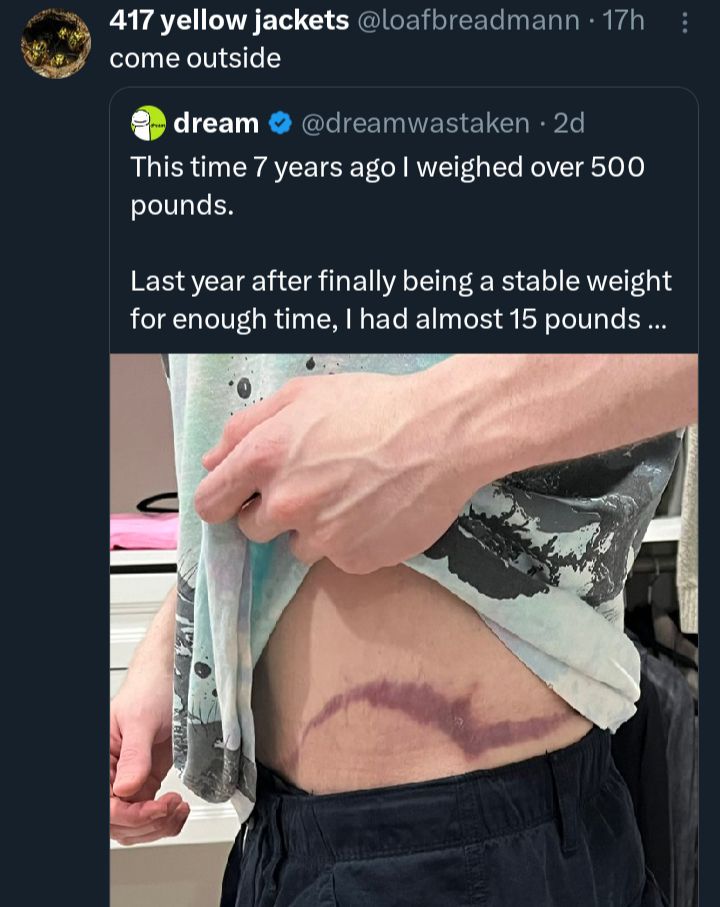 417 yellow jackets @loafbreadmann · 17h
come outside
dream @dreamwastaken · 2d
This time 7 years ago I weighed over 500
pounds.
Last year after finally being a stable weight
for enough time, I had almost 15 pounds ...